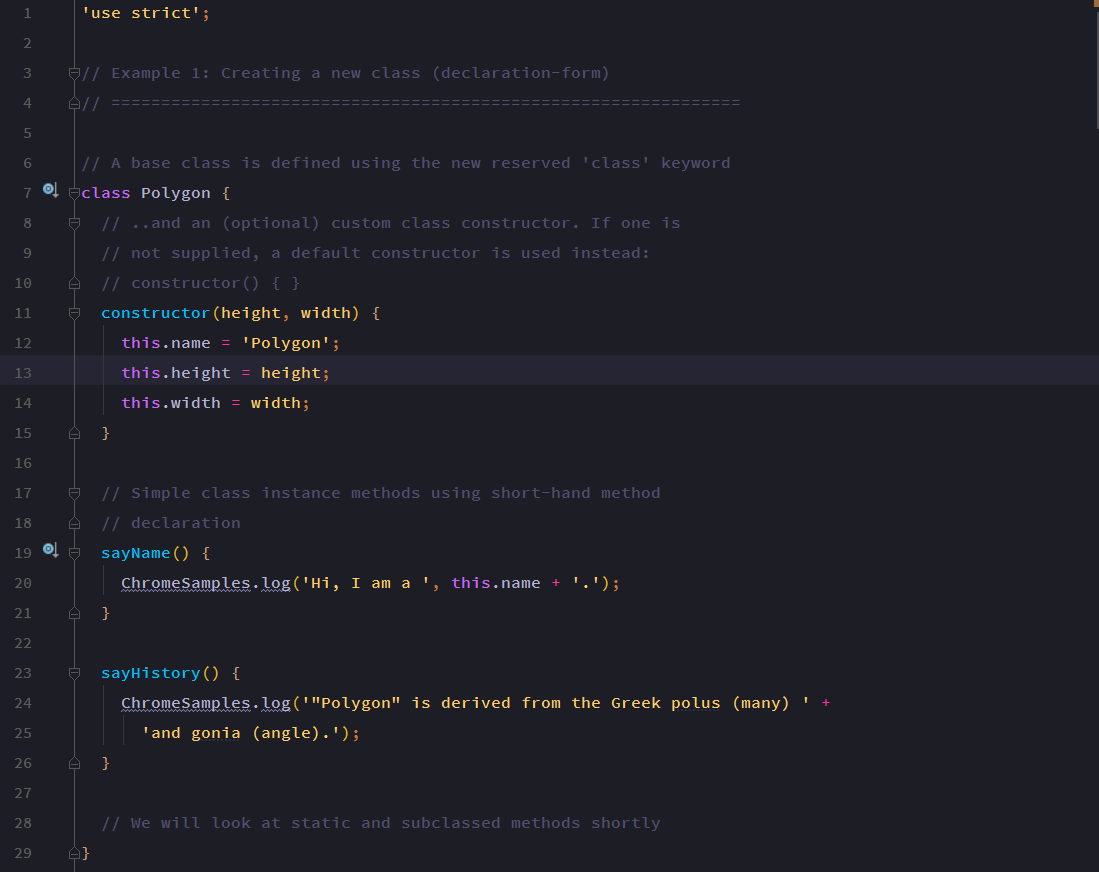 1 'use strict';
2
3 // Example 1: Creating a new class (declaration-form)
4 // ===============================================================
5
6 // A base class is defined using the new reserved 'class' keyword
7 class Polygon {
8 // ..and an (optional) custom class constructor. If one is
9 // not supplied, a default constructor is used instead:
10 // constructor() { }
11 constructor(height, width) {
12 this.name = 'Polygon';
13 this.height = height;
14 this.width = width;
15 }
16
17 // Simple class instance methods using short-hand method
18 // declaration
19 sayName() {
20 ChromeSamples.log('Hi, I am a ', this.name + '.');
21 }
22
23 sayHistory() {
24 ChromeSamples.log('"Polygon" is derived from the Greek polus (many) ' +
25 'and gonia (angle).');
26 }
27
28 // We will look at static and subclassed methods shortly
29 }